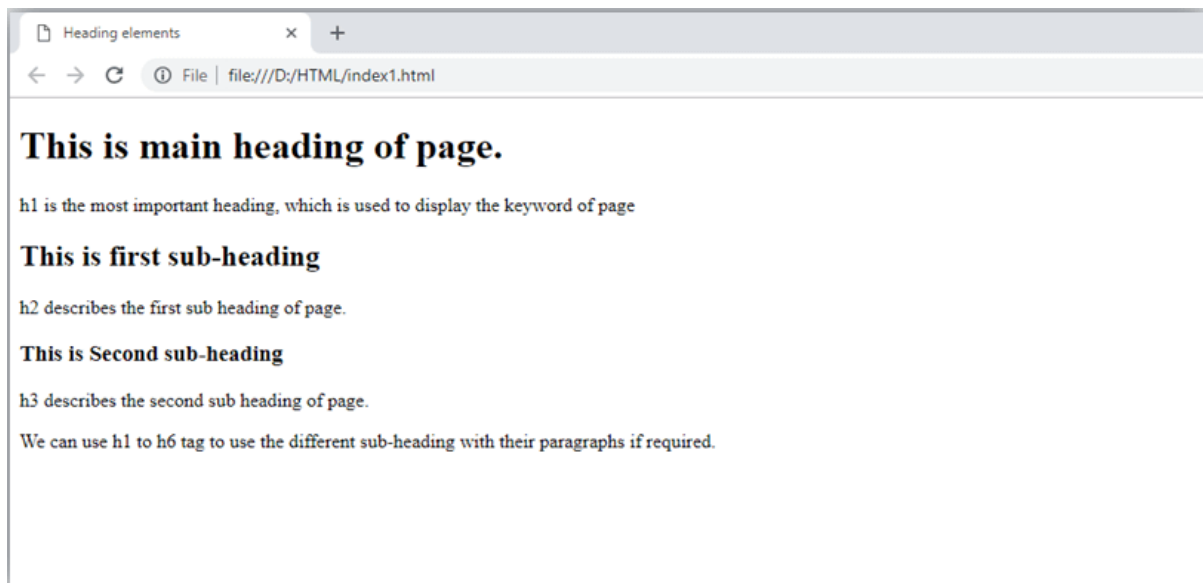 Heading elements
File | file:///D:/HTML/index1.html
This is main heading of page.
h1 is the most important heading, which is used to display the keyword of page
This is first sub-heading
h2 describes the first sub heading of page.
This is Second sub-heading
h3 describes the second sub heading of page.
We can use h1 to h6 tag to use the different sub-heading with their paragraphs if required.